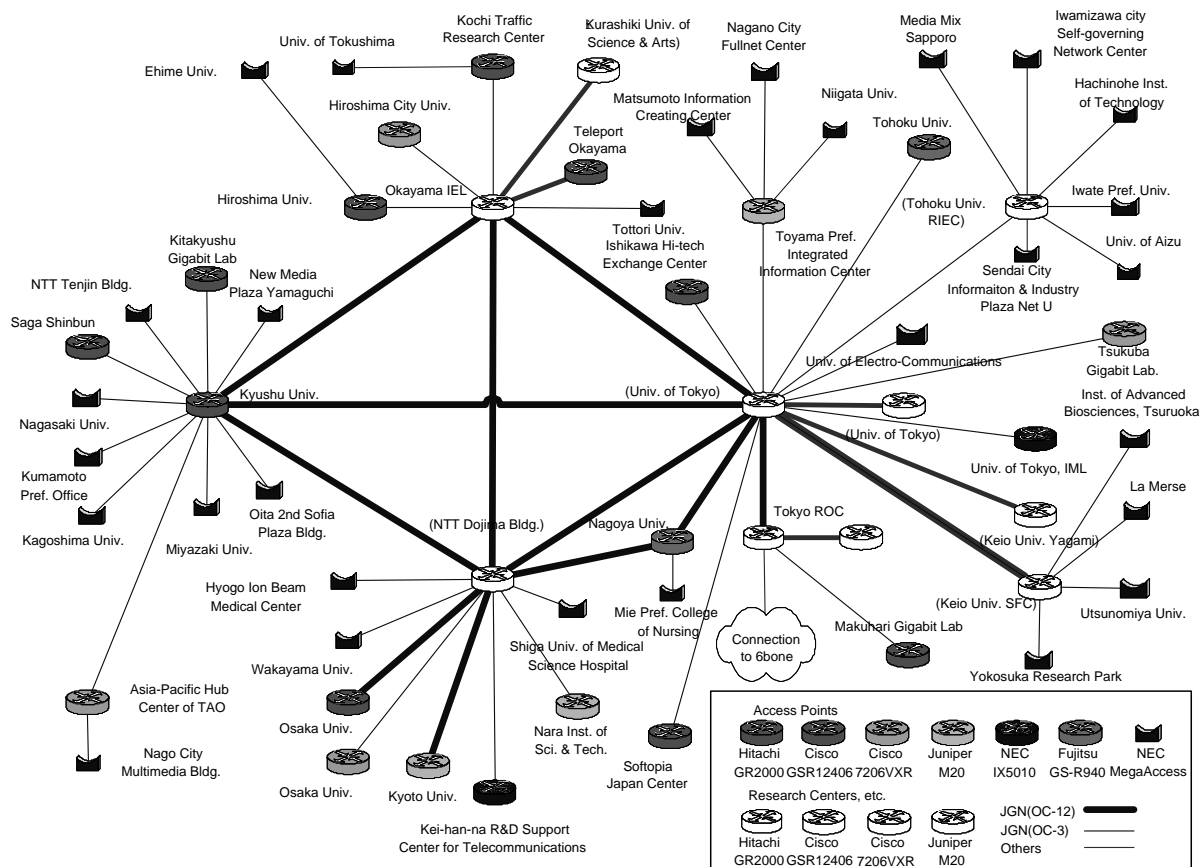 Kochi Traffic
Research Center
Kurashiki Univ. of
Science & Arts)
Nagano City
Fullnet Center
Media Mix
Sapporo
Iwamizawa city
Self-governing
Network Center
Univ. of Tokushima
Ehime Univ.
Hiroshima City Univ.
Matsumoto Information
Creating Center
Niigata Univ.
Hachinohe Inst.
of Technology
Teleport
Okayama
Tohoku Univ.
Hiroshima Univ.
Okayama IEL
(Tohoku Univ.
RIEC)
Iwate Pref. Univ.
Tottori Univ.
Ishikawa Hi-tech
Exchange Center
Toyama Pref.
Integrated
Information Center
Univ. of Aizu
Kitakyushu
Gigabit Lab
New Media
Plaza Yamaguchi
Sendai City
Informaiton & Industry
Plaza Net U
NTT Tenjin Bldg.
Saga Shinbun
Univ. of Electro-Communications
Tsukuba
Gigabit Lab.
Kyushu Univ.
(Univ. of Tokyo)
Inst. of Advanced
Biosciences, Tsuruoka
Nagasaki Univ.
(Univ. of Tokyo)
Univ. of Tokyo, IML
Kumamoto
Pref. Office
La Merse
Oita 2nd Sofia
Plaza Bldg.
Kagoshima Univ.
Miyazaki Univ.
(NTT Dojima Bldg.)
Nagoya Univ.
Tokyo ROC
(Keio Univ. Yagami)
Hyogo Ion Beam
Medical Center
Mie Pref. College
of Nursing
(Keio Univ. SFC)
Utsunomiya Univ.
Connection
to 6bone
Makuhari Gigabit Lab
Shiga Univ. of Medical
Science Hospital
Wakayama Univ.
Yokosuka Research Park
Asia-Pacific Hub
Center of TAO
Osaka Univ.
Nara Inst. of
Sci. & Tech.
Nago City
Multimedia Bldg.
Osaka Univ.
Kyoto Univ.
Softopia
Japan Center
Kei-han-na R&D Support
Center for Telecommunications
Access Points
Hitachi Cisco Cisco Juniper NEC Fujitsu NEC
GR2000 GSR12406 7206VXR M20 IX5010 GS-R940 MegaAccess
Research Centers, etc.
Hitachi Cisco Cisco Juniper
GR2000 GSR12406 7206VXR M20
JGN(OC-12)
JGN(OC-3)
Others